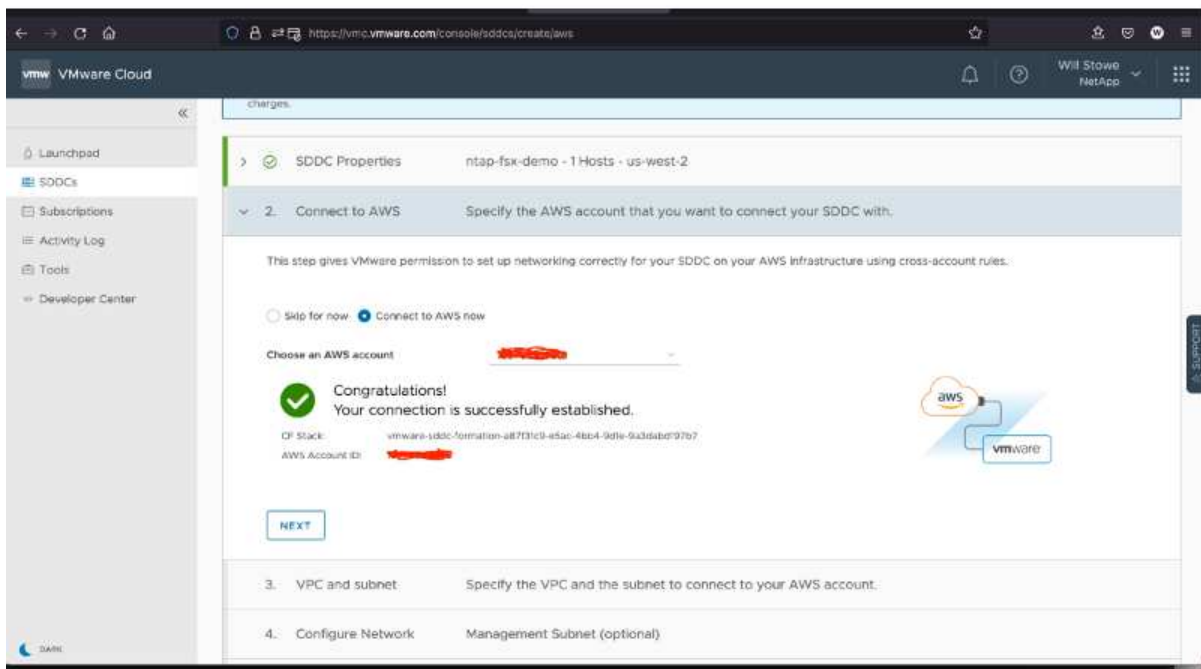 https://vmc.vmware.com/console/sddcs/create/aws
vmw VMware Cloud
Will Stowe
NetApp
charges.
Launchpad
SDDCs
Subscriptions
Activity Log
Tools
Developer Center
SDDC Properties ntap-fsx-demo - 1 Hosts - us-west-2
2. Connect to AWS Specify the AWS account that you want to connect your SDDC with.
This step gives VMware permission to set up networking correctly for your SDDC on your AWS infrastructure using cross-account rules.
Skip for now Connect to AWS now
Choose an AWS account
Congratulations!
Your connection is successfully established.
CF Stack:
AWS Account ID:
aws
vmware
NEXT
3. VPC and subnet Specify the VPC and the subnet to connect to your AWS account.
4. Configure Network Management Subnet (optional)
SUPPORT
DARK